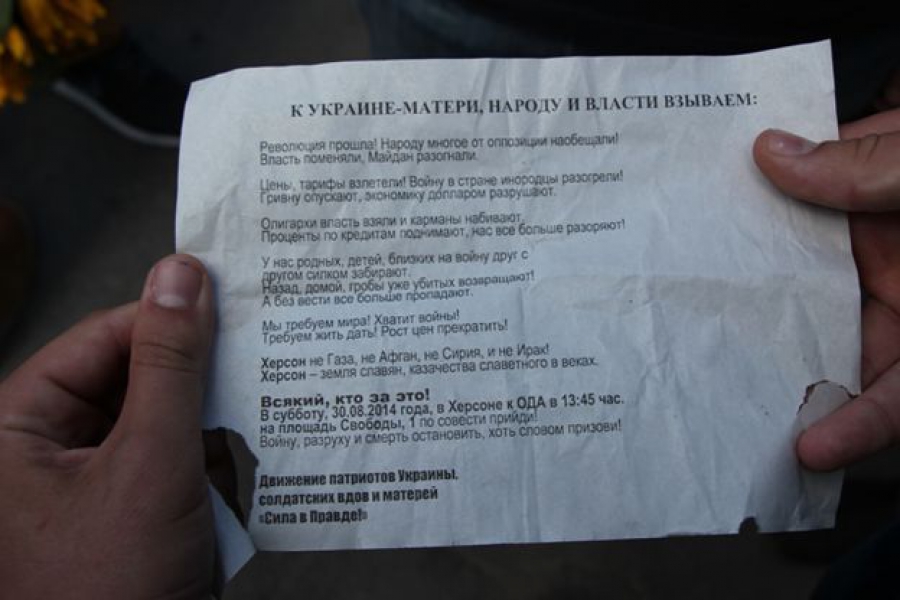 К УКРАИНЕ-МАТЕРИ, НАРОДУ И ВЛАСТИ ВЗЫВАЕМ:
Революция прошла! Народу многое от оппозиции наобещали!
Власть поменяли, Майдан разогнали.
Цены, тарифы взлетели! Войну в стране инородцы разогрели!
Гривну опускают, экономику долларом разрушают.
Олигархи власть взяли и карманы набивают,
Проценты по кредитам поднимают, нас все больше разоряют!
У нас родных, детей, близких на войну друг с
другом силком забирают.
Назад, домой, гробы уже убитых возвращают!
А без вести все больше пропадают.
Мы требуем мира! Хватит войны!
Требуем жить дать! Рост цен прекратить!
Херсон не Газа, не Афган, не Сирия, и не Ирак!
Херсон – земля славян, казачества славетного в веках.
Всякий, кто за это!
В субботу, 30.08.2014 года, в Херсоне к ОДА в 13:45 час.
на площадь Свободы, 1 по совести прийди!
Войну, разруху и смерть остановить, хоть словом призови!
Движение патриотов Украины,
солдатских вдов и матерей
«Сила в Правде!»